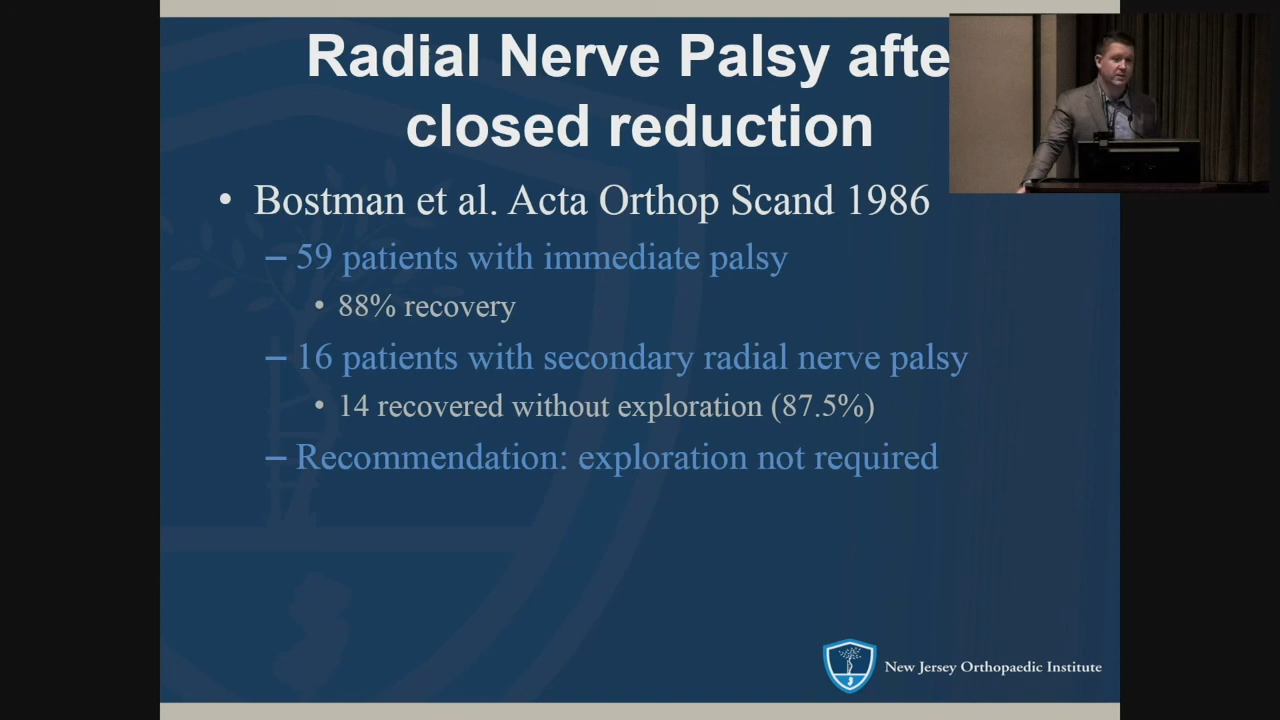 Radial Nerve Palsy afte
closed reduction
• Bostman et al. Acta Orthop Scand 1986
– 59 patients with immediate palsy
• 88% recovery
– 16 patients with secondary radial nerve palsy
• 14 recovered without exploration (87.5%)
– Recommendation: exploration not required
New Jersey Orthopaedic Institute